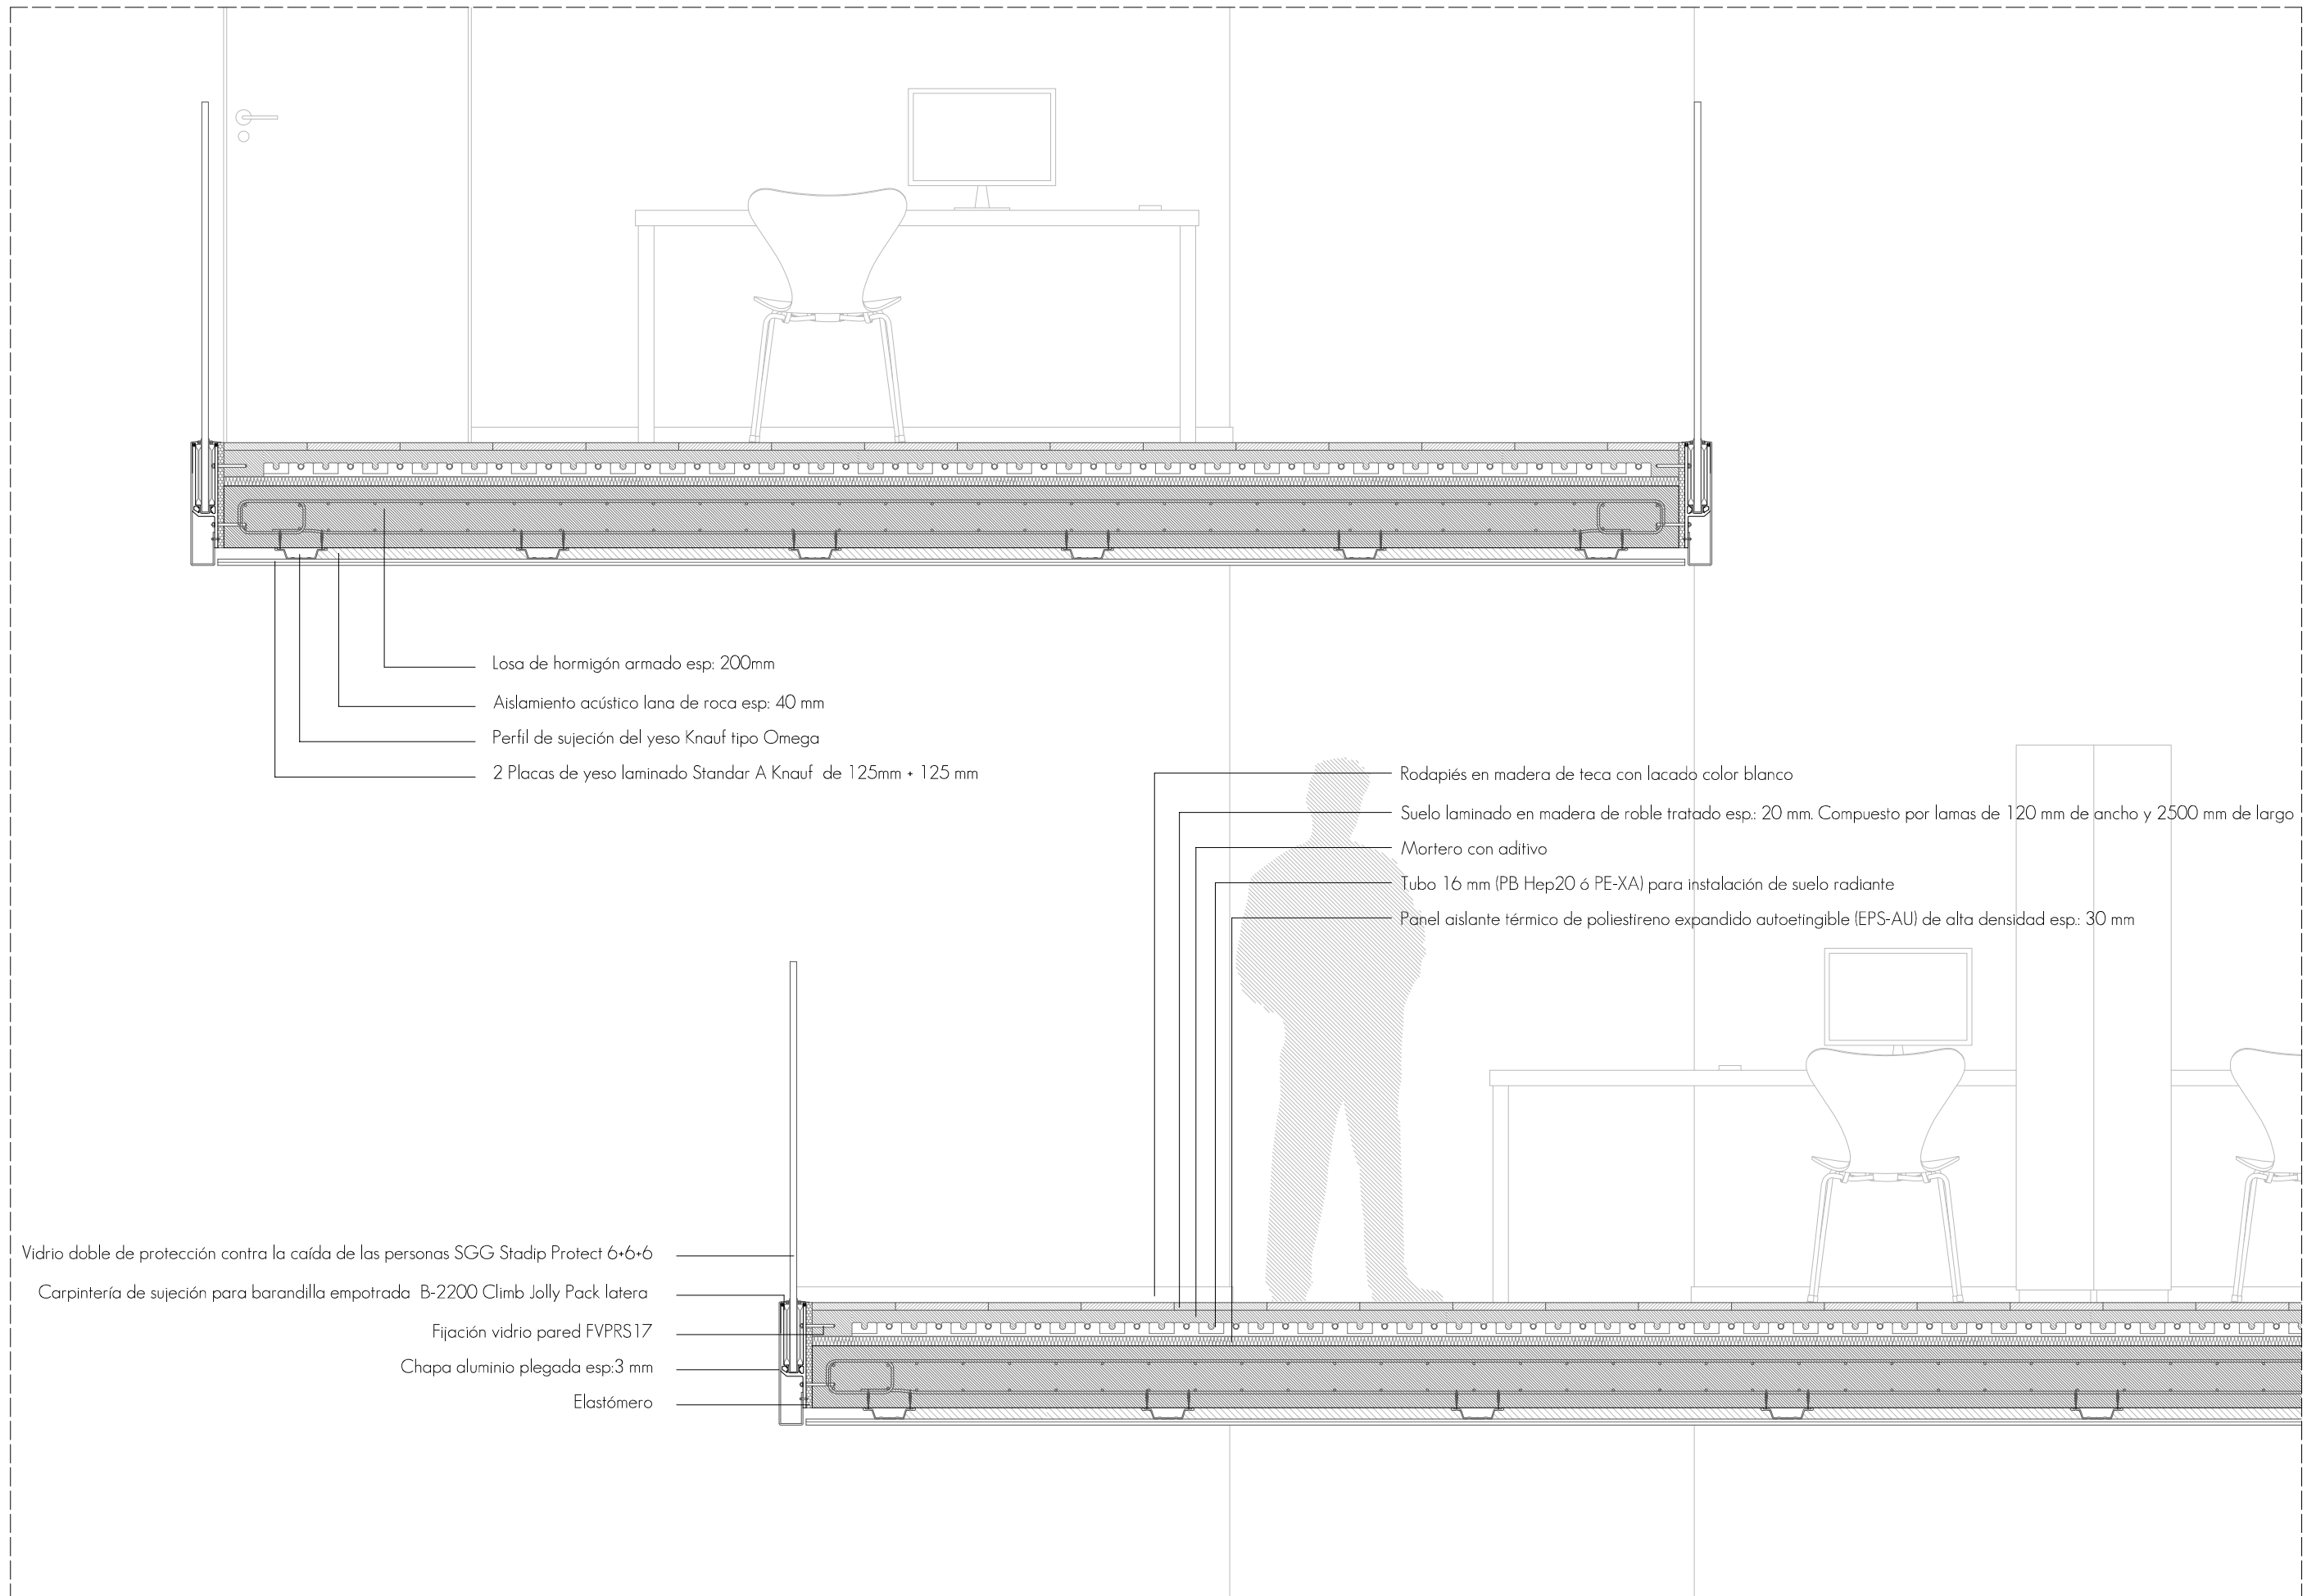 Losa de hormigón armado esp: 200mm
Aislamiento acústico lana de roca esp: 40 mm
Perfil de sujeción del yeso Knauf tipo Omega
2 Placas de yeso laminado Standar A Knauf de 125mm + 125 mm
Rodapiés en madera de teca con lacado color blanco
Suelo laminado en madera de roble tratado esp.: 20 mm. Compuesto por lamas de 120 mm de ancho y 2500 mm de largo
Mortero con aditivo
Tubo 16 mm (PB Hep20 ó PE-XA) para instalación de suelo radiante
Panel aislante térmico de poliestireno expandido autoetingible (EPS-AU) de alta densidad esp.: 30 mm
Vidrio doble de protección contra la caída de las personas SGG Stadip Protect 6+6+6
Carpintería de sujeción para barandilla empotrada B-2200 Climb Jolly Pack latera
Fijación vidrio pared FVPRS17
Chapa aluminio plegada esp:3 mm
Elastómero